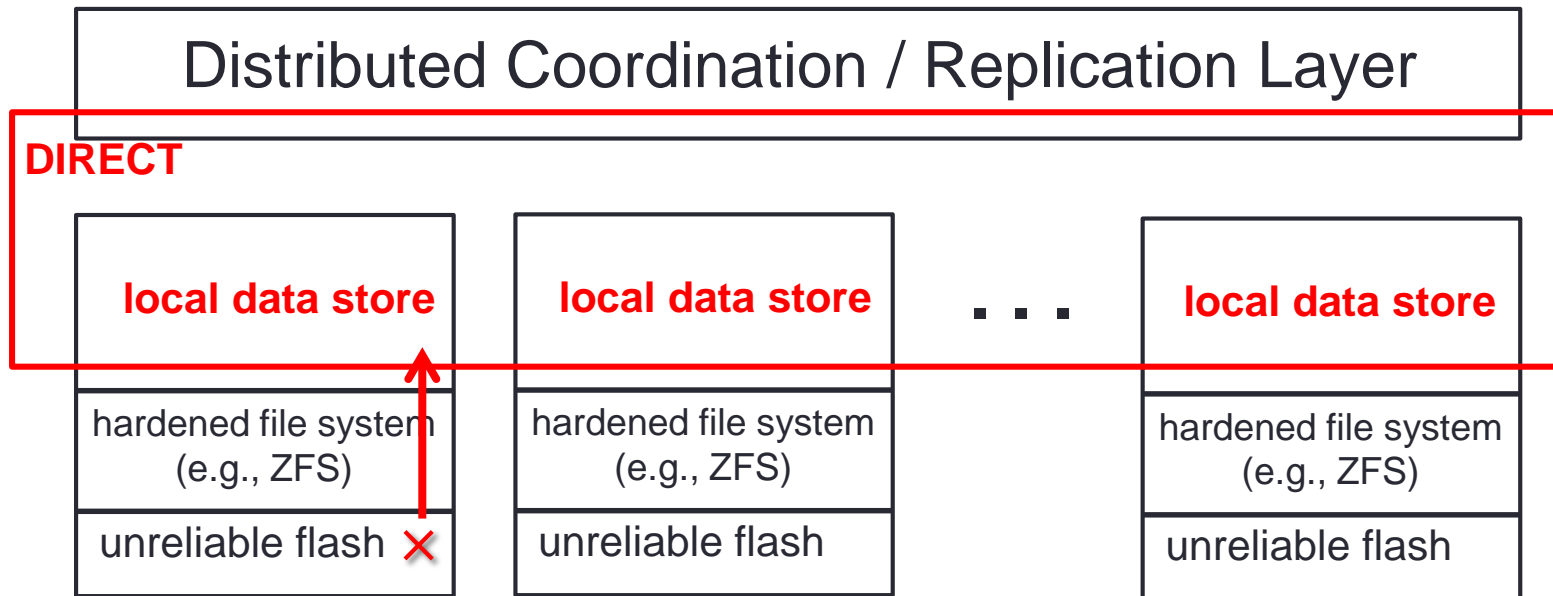 Distributed Coordination / Replication Layer
DIRECT
local data store
local data store
. . .
local data store
hardened file system
(e.g., ZFS)
hardened file system
(e.g., ZFS)
hardened file system
(e.g., ZFS)
unreliable flash
unreliable flash
unreliable flash